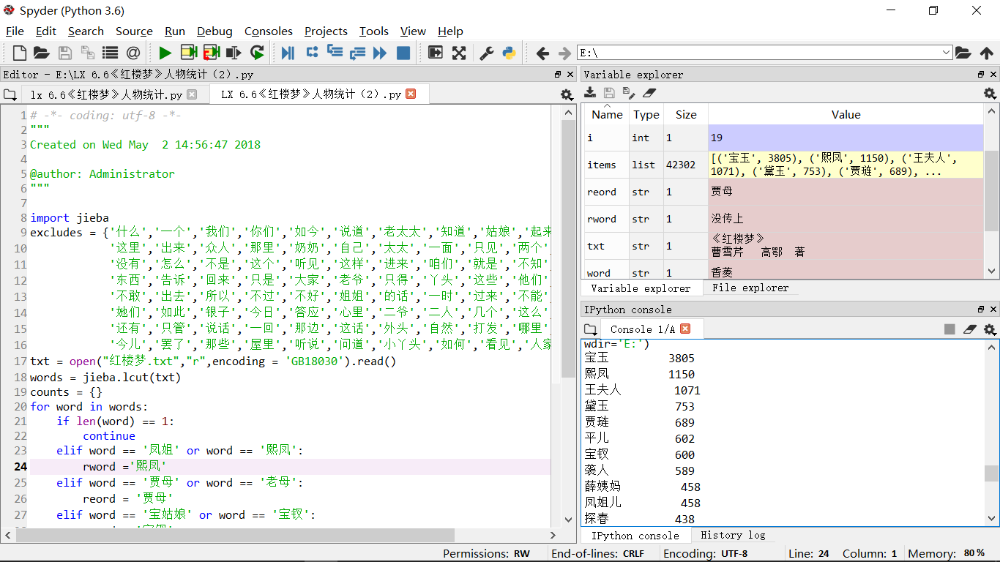 Spyder (Python 3.6)
File Edit Search Source Run Debug Consoles Projects Tools View Help
E:\
Editor - E:\LX 6.6《红楼梦》人物统计（2）.py
lx 6.6《红楼梦》人物统计.py
LX 6.6《红楼梦》人物统计（2）.py
1 # -*- coding: utf-8 -*-
2 """
3 Created on Wed May  2 14:56:47 2018
4
5 @author: Administrator
6 """
7
8 import jieba
9 excludes = {'什么','一个','我们','你们','如今','说道','老太太','知道','姑娘','起来
10 '这里','出来','众人','那里','奶奶','自己','太太','一面','只见','两个'
11 '没有','怎么','不是','这个','听见','这样','进来','咱们','就是','不知'
12 '东西','告诉','回来','只是','大家','老爷','只得','丫头','这些','他们'
13 '不敢','出去','所以','不过','不好','姐姐','的话','一时','过来','不能'
14 '她们','如此','银子','今日','答应','心里','二爷','二人','几个','这么'
15 '还有','只管','说话','一回','那边','这话','外头','自然','打发','哪里'
16 '今儿','罢了','那些','屋里','听说','问道','小丫头','如何','看见','人家
17 txt = open("红楼梦.txt","r",encoding = 'GB18030').read()
18 words = jieba.lcut(txt)
19 counts = {}
20 for word in words:
21 if len(word) == 1:
22 continue
23 elif word == '凤姐' or word == '熙凤':
24 rword ='熙凤'
25 elif word == '贾母' or word == '老母':
26 reord = '贾母'
27 elif word == '宝姑娘' or word == '宝钗':
Variable explorer
Name Type Size Value
i int 1 19
items list 42302 [('宝玉', 3805), ('熙凤', 1150), ('王夫人',
1071), ('黛玉', 753), ('贾琏', 689), ...
reord str 1 贾母
rword str 1 没传上
txt str 1 《红楼梦》
曹雪芹 高鄂 著
word str 1 香菱
Variable explorer File explorer
IPython console
Console 1/A
wdir='E:')
宝玉 3805
熙凤 1150
王夫人 1071
黛玉 753
贾琏 689
平儿 602
宝钗 600
袭人 589
薛姨妈 458
凤姐儿 458
探春 438
IPython console History log
Permissions: RW End-of-lines: CRLF Encoding: UTF-8 Line: 24 Column: 1 Memory: 80 %